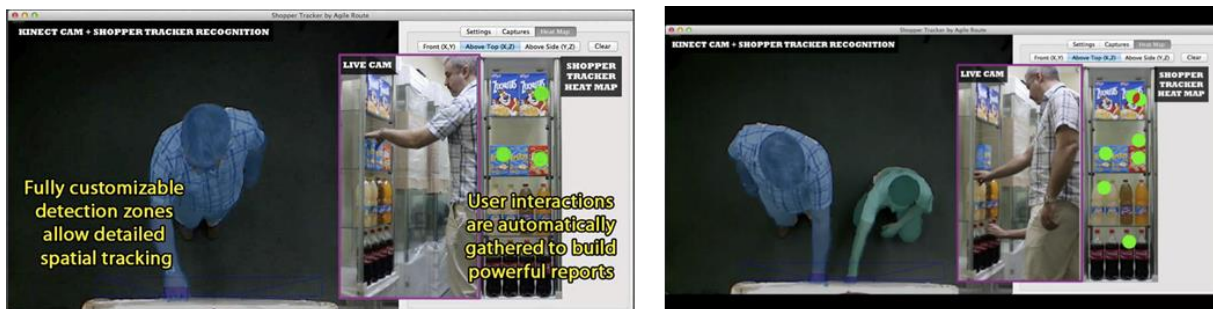 Shopper Tracker by Agile Route
KINECT CAM + SHOPPER TRACKER RECOGNITION
Settings Captures Heat Map
Front (X,Y) Above Top (X,Z) Above Side (Y,Z) Clear
LIVE CAM
SHOPPER
TRACKER
HEAT MAP
Fully customizable
detection zones
allow detailed
spatial tracking
User interactions
are automatically
gathered to build
powerful reports
Shopper Tracker by Agile Route
KINECT CAM + SHOPPER TRACKER RECOGNITION
Settings Captures Heat Map
Front (X,Y) Above Top (X,Z) Above Side (Y,Z) Clear
LIVE CAM
SHOPPER
TRACKER
HEAT MAP